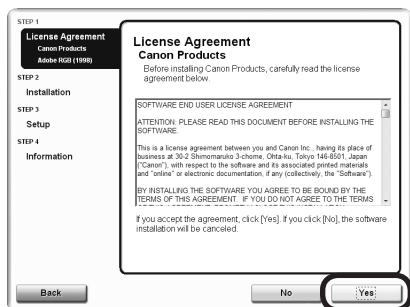 STEP 1
License Agreement
Canon Products
Adobe RGB (1998)
STEP 2
Installation
STEP 3
Setup
STEP 4
Information
License Agreement
Canon Products
Before installing Canon Products, carefully read the license
agreement below.
SOFTWARE END USER LICENSE AGREEMENT
ATTENTION: PLEASE READ THIS DOCUMENT BEFORE INSTALLING THE
SOFTWARE.
This is a license agreement between you and Canon Inc., having its place of
business at 30-2 Shimomaruko 3-chome, Ohta-ku, Tokyo 146-8501, Japan
("Canon"), with respect to the software and its associated printed materials
and "online" or electronic documentation, if any (collectively, the "Software").
BY INSTALLING THE SOFTWARE YOU AGREE TO BE BOUND BY THE
TERMS OF THIS AGREEMENT. IF YOU DO NOT AGREE TO THE TERMS
If you accept the agreement, click [Yes]. If you click [No], the software
installation will be canceled.
Back
No
Yes